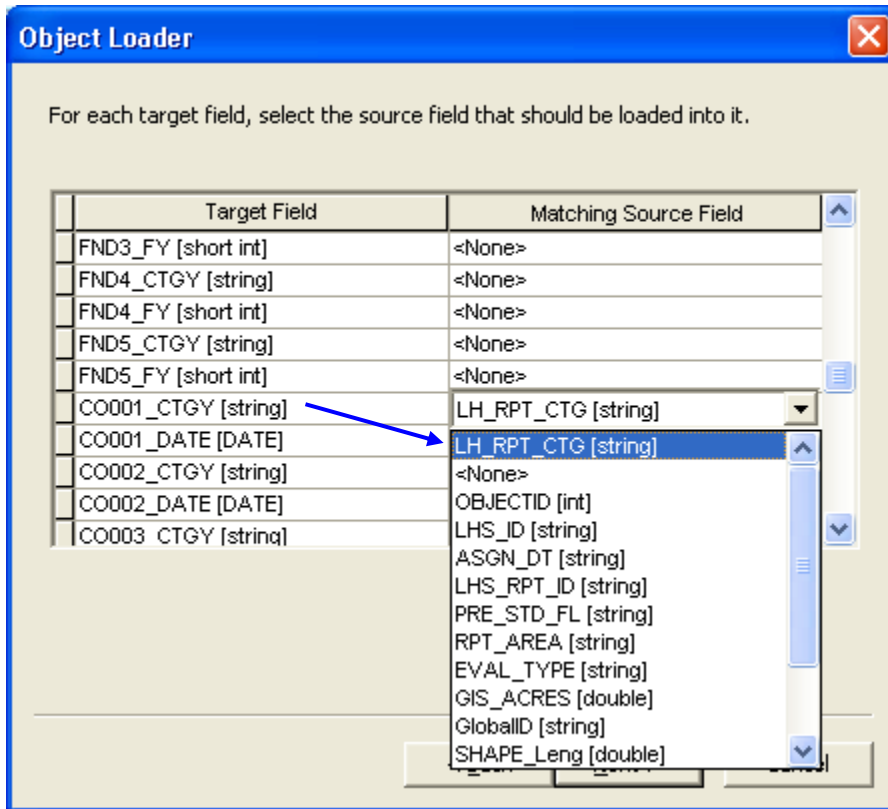 Object Loader
For each target field, select the source field that should be loaded into it.
Target Field Matching Source Field
FND3_FY [short int] <None>
FND4_CTGY [string] <None>
FND4_FY [short int] <None>
FND5_CTGY [string] <None>
FND5_FY [short int] <None>
CO001_CTGY [string] LH_RPT_CTG [string]
CO001_DATE [DATE] LH_RPT_CTG [string]
CO002_CTGY [string] <None>
CO002_DATE [DATE] OBJECTID [int]
CO003_CTGY [string] LHS_ID [string]
ASGN_DT [string]
LHS_RPT_ID [string]
PRE_STD_FL [string]
RPT_AREA [string]
EVAL_TYPE [string]
GIS_ACRES [double]
GlobalID [string]
SHAPE_Leng [double]